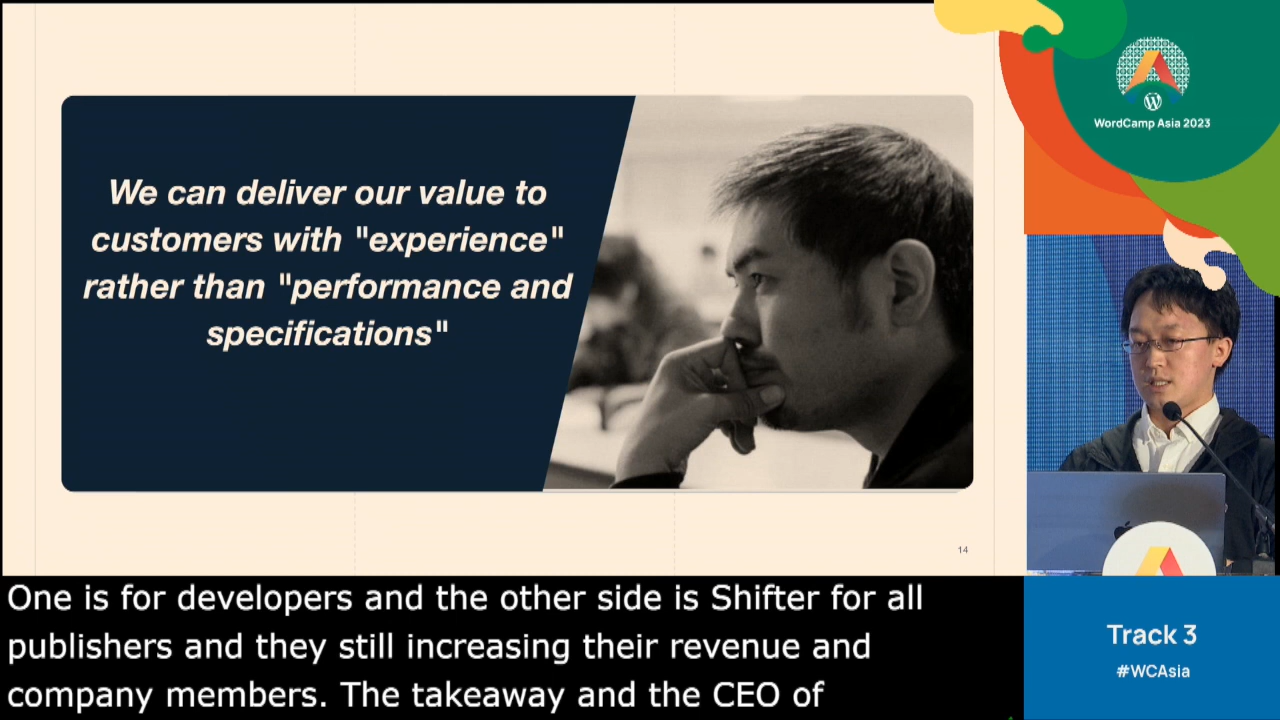 We can deliver our value to
customers with "experience"
rather than "performance and
specifications"
14
WordCamp Asia 2023
One is for developers and the other side is Shifter for all
publishers and they still increasing their revenue and
company members. The takeaway and the CEO of
Track 3
#WCAsia